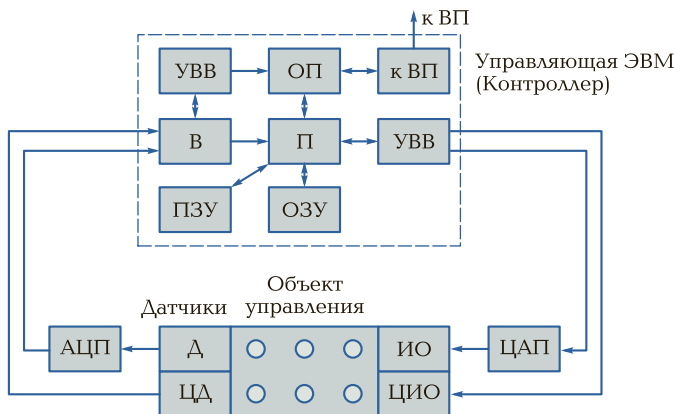 к ВП
УВВ
ОП
к ВП
Управляющая ЭВМ
(Контроллер)
В
П
УВВ
ПЗУ
ОЗУ
Объект
управления
Датчики
АЦП
Д
ИО
ЦАП
ЦД
ЦИО